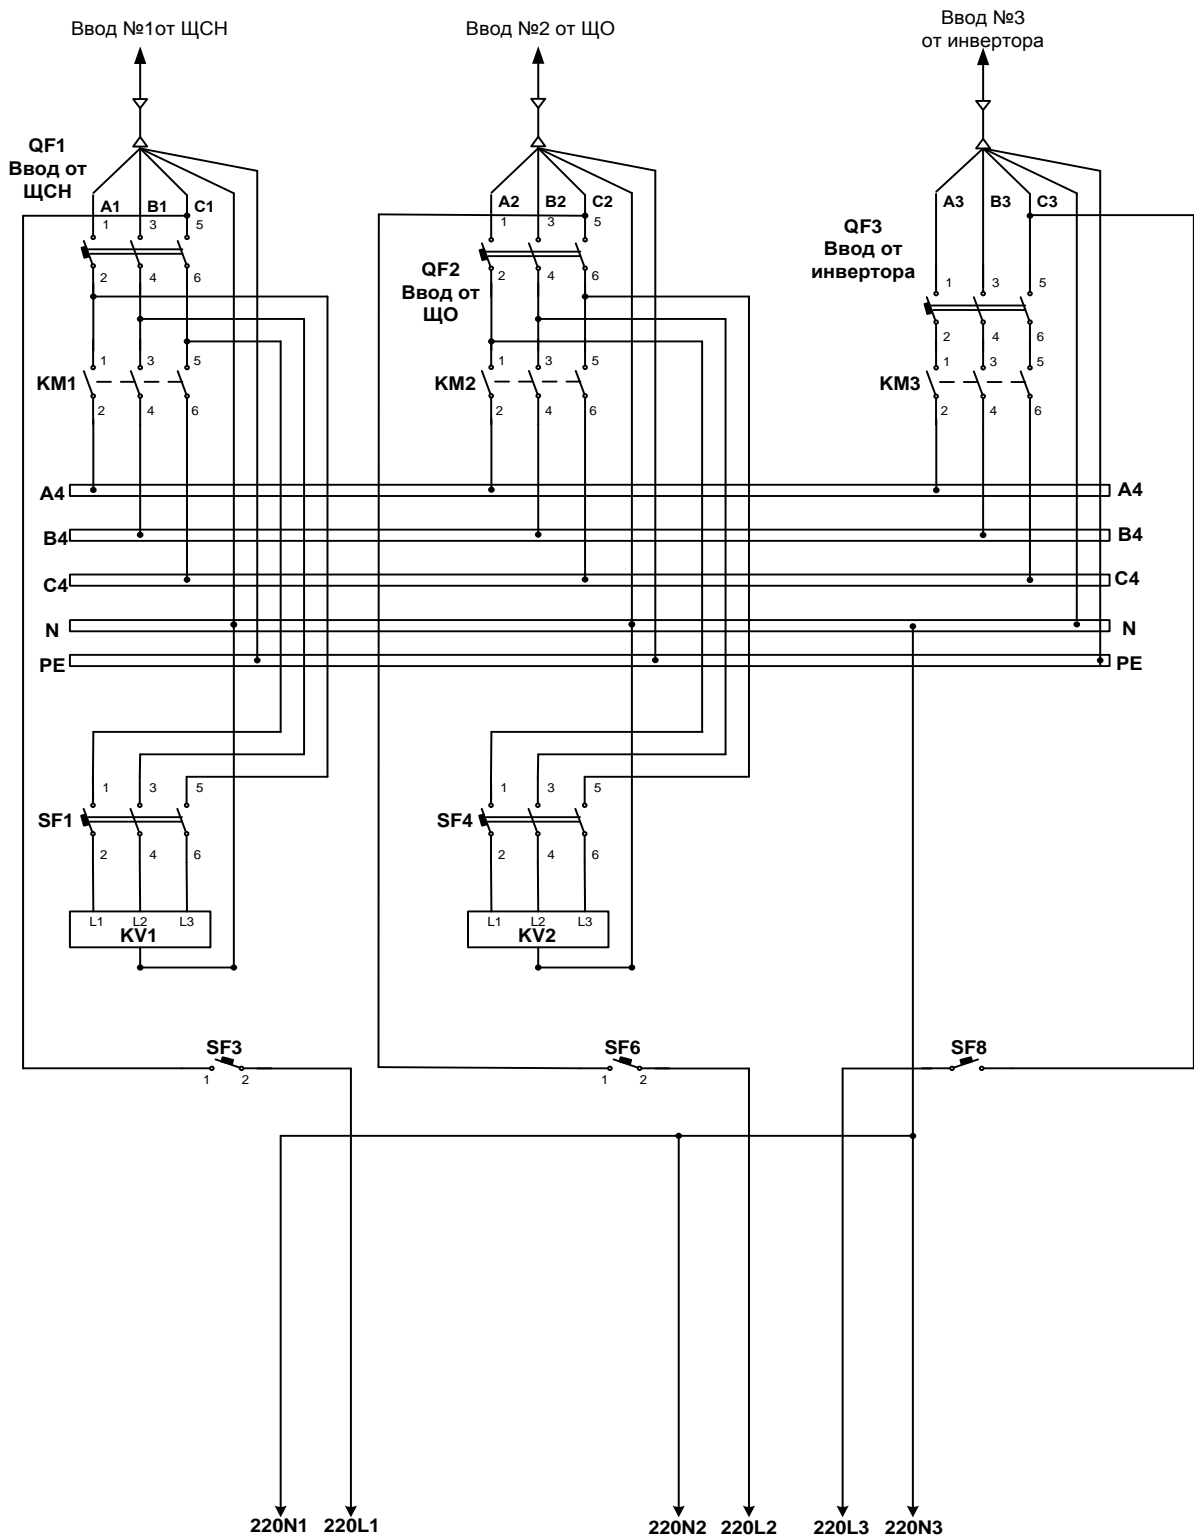 Ввод №1от ЩСН
Ввод №2 от ЩО
Ввод №3
от инвертора
QF1
Ввод от
ЩСН
A1 B1 C1
1 3 5
2 4 6
A2 B2 C2
1 3 5
QF2
Ввод от
ЩО
2 4 6
A3 B3 C3
QF3
Ввод от
инвертора
1 3 5
2 4 6
KM1
1 3 5
2 4 6
KM2
1 3 5
2 4 6
KM3
1 3 5
2 4 6
A4 A4
B4 B4
C4 C4
N N
PE PE
1 3 5
SF1
2 4 6
L1 L2 L3
KV1
1 3 5
SF4
2 4 6
L1 L2 L3
KV2
SF3
1 2
SF6
1 2
SF8
220N1 220L1
220N2 220L2
220L3 220N3